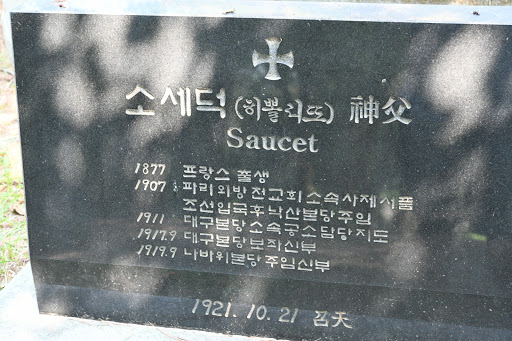 소세덕 (히뽈리또) 神父
Saucet
1877 프랑스 출생
1907 파리외방전교회소속사제서품
조선입국후낙산본당주임
1911 대구본당소속공소담당지도
1917.9 대구본당보좌신부
1919.9 나바위본당주임신부
1921.10.21 召天